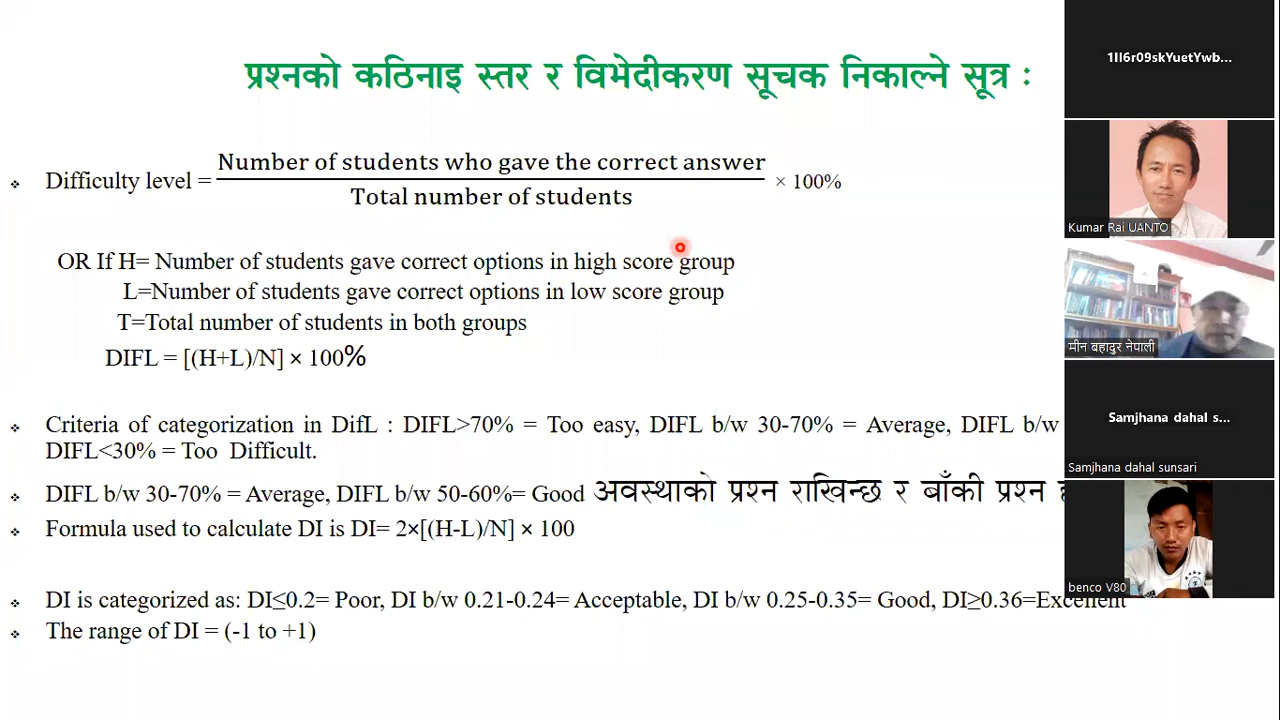 प्रश्नको कठिनाइ स्तर र विभेदीकरण सूचक निकाल्ने सूत्र :
Difficulty level = Number of students who gave the correct answer / Total number of students × 100%
OR If H= Number of students gave correct options in high score group
L=Number of students gave correct options in low score group
T=Total number of students in both groups
DIFL = [(H+L)/N] × 100%
Criteria of categorization in DifL : DIFL>70% = Too easy, DIFL b/w 30-70% = Average, DIFL b/w
DIFL<30% = Too Difficult.
DIFL b/w 30-70% = Average, DIFL b/w 50-60%= Good अवस्थाको प्रश्न राखिन्छ र बाँकी प्रश्न
Formula used to calculate DI is DI= 2×[(H-L)/N] × 100
DI is categorized as: DI≤0.2= Poor, DI b/w 0.21-0.24= Acceptable, DI b/w 0.25-0.35= Good, DI≥0.36=Excellent
The range of DI = (-1 to +1)
1Il6r09skYuetYwb...
Kumar Rai UANTO
मीन बहादुर नेपाली
Samjhana dahal s...
Samjhana dahal sunsari
benco V80